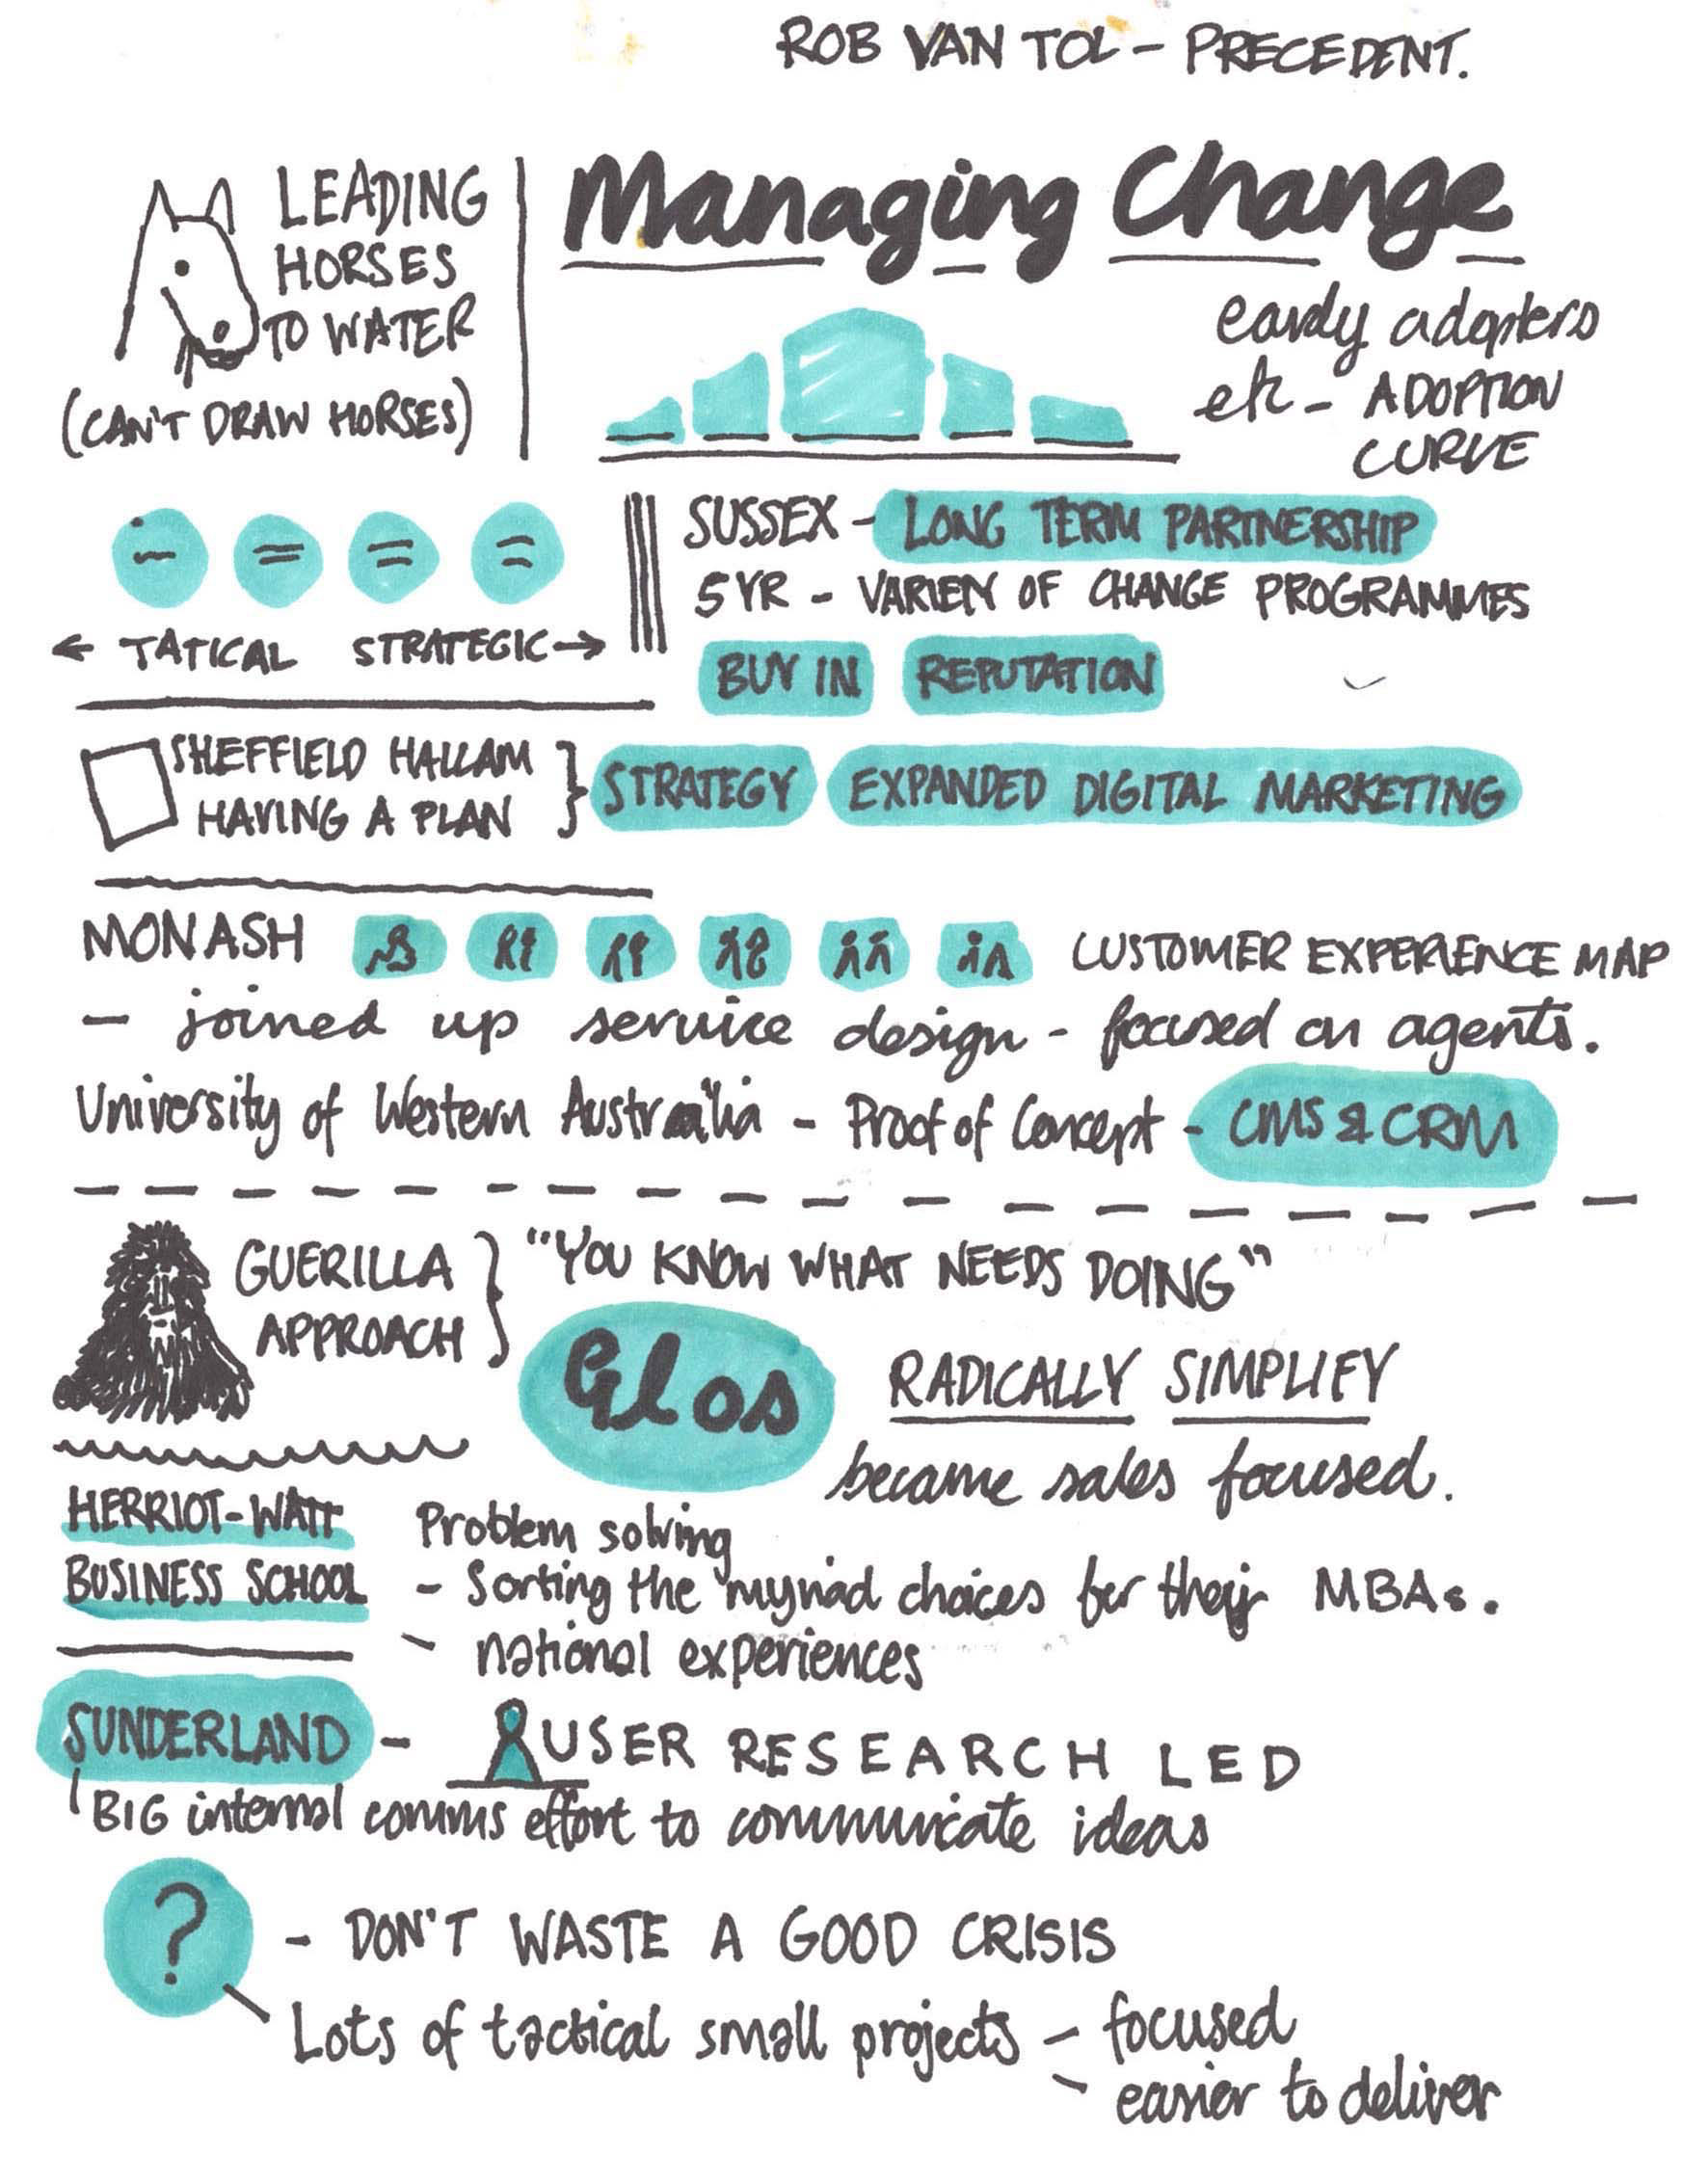 ROB VAN TOL - PRECEDENT.
LEADING
HORSES
TO WATER
(CAN'T DRAW HORSES)
Managing Change
early adopters
etc - ADOPTION
CURVE
← TATICAL STRATEGIC →
SUSSEX - LONG TERM PARTNERSHIP
5 YR - VARIETY OF CHANGE PROGRAMMES
BUY IN REPUTATION
SHEFFIELD HALLAM
HAVING A PLAN
STRATEGY EXPANDED DIGITAL MARKETING
MONASH CUSTOMER EXPERIENCE MAP
- joined up service design - focused on agents.
University of Western Australia - Proof of Concept - CMS & CRM
GUERILLA
APPROACH
"YOU KNOW WHAT NEEDS DOING"
Glos
RADICALLY SIMPLIFY
became sales focused.
HERRIOT-WATT
BUSINESS SCHOOL
Problem solving
- Sorting the myriad choices for their MBAs.
- national experiences
SUNDERLAND - USER RESEARCH LED
BIG internal comms effort to communicate ideas
?
- DON'T WASTE A GOOD CRISIS
Lots of tactical small projects - focused
- easier to deliver